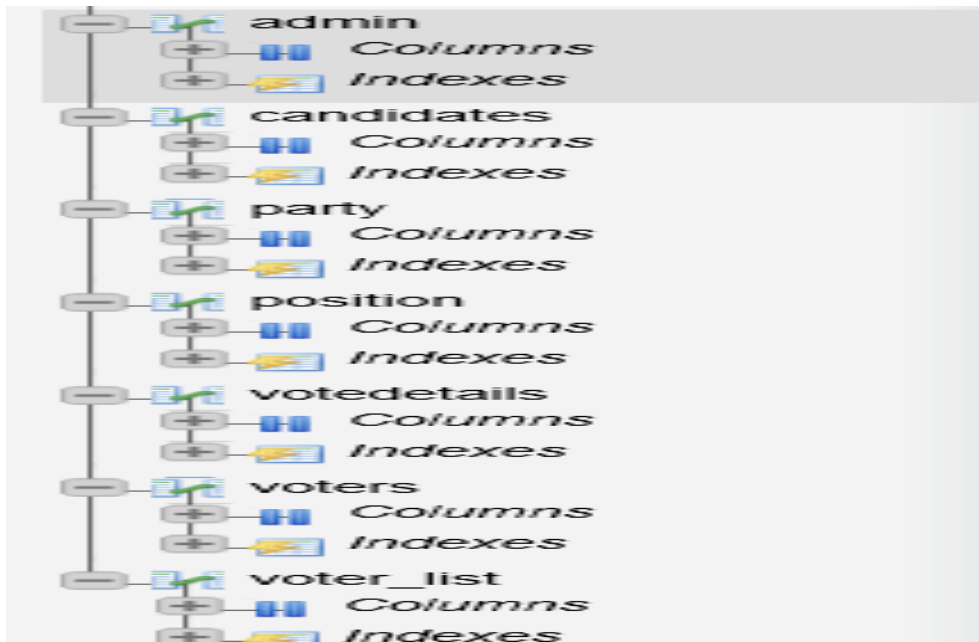 admin
Columns
Indexes
candidates
Columns
Indexes
party
Columns
Indexes
position
Columns
Indexes
votedetails
Columns
Indexes
voters
Columns
Indexes
voter_list
Columns
Indexes